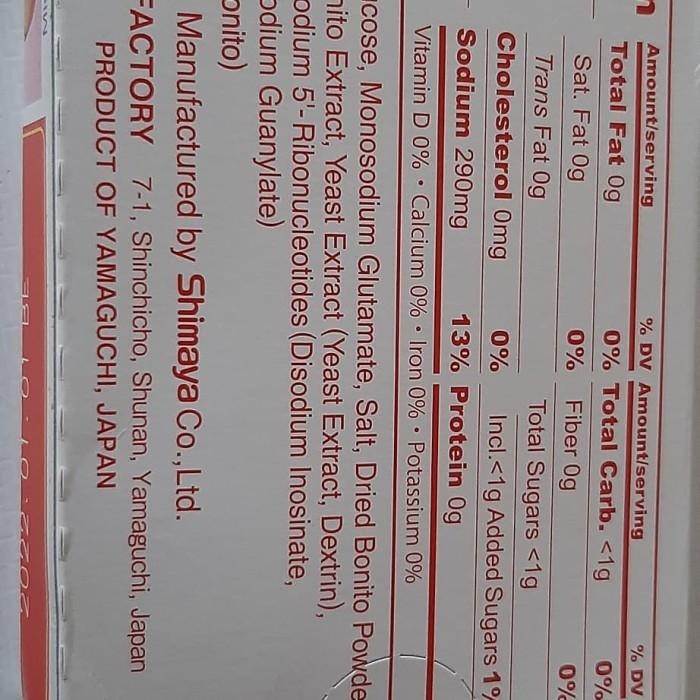 Amount/serving % DV Amount/serving % DV
Total Fat 0g 0% Total Carb. <1g 0%
Sat. Fat 0g 0% Fiber 0g 0%
Trans Fat 0g Total Sugars <1g
Cholesterol 0mg 0% Incl.<1g Added Sugars 1%
Sodium 290mg 13% Protein 0g
Vitamin D 0% • Calcium 0% • Iron 0% • Potassium 0%
cose, Monosodium Glutamate, Salt, Dried Bonito Powde
nito Extract, Yeast Extract (Yeast Extract, Dextrin),
odium 5'-Ribonucleotides (Disodium Inosinate,
odium Guanylate)
onito)
Manufactured by Shimaya Co.,Ltd.
FACTORY 7-1, Shinchicho, Shunan, Yamaguchi, Japan
PRODUCT OF YAMAGUCHI, JAPAN